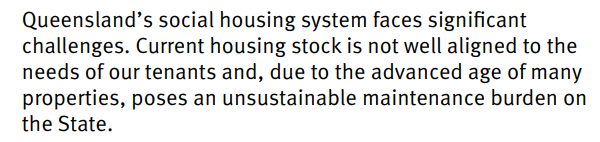 Queensland’s social housing system faces significant
challenges. Current housing stock is not well aligned to the
needs of our tenants and, due to the advanced age of many
properties, poses an unsustainable maintenance burden on
the State.